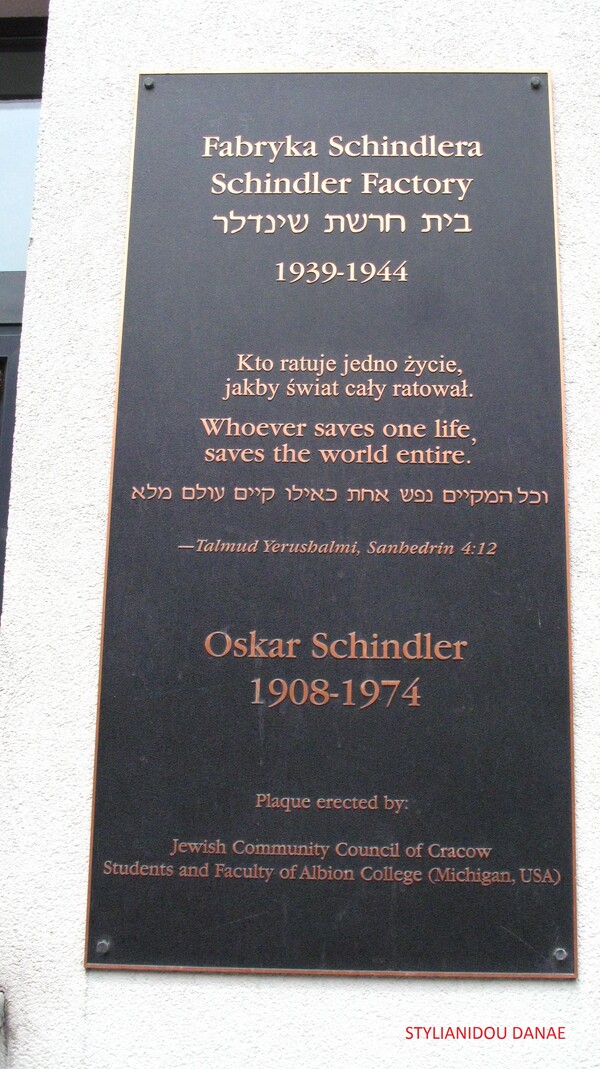 Fabryka Schindlera
Schindler Factory
בית חרשת שינדלר
1939-1944
Kto ratuje jedno życie,
jakby świat cały ratował.
Whoever saves one life,
saves the world entire.
וכל המקיים נפש אחת כאילו קיים עולם מלא
—Talmud Yerushalmi, Sanhedrin 4:12
Oskar Schindler
1908-1974
Plaque erected by:
Jewish Community Council of Cracow
Students and Faculty of Albion College (Michigan, USA)
STYLIANIDOU DANAE